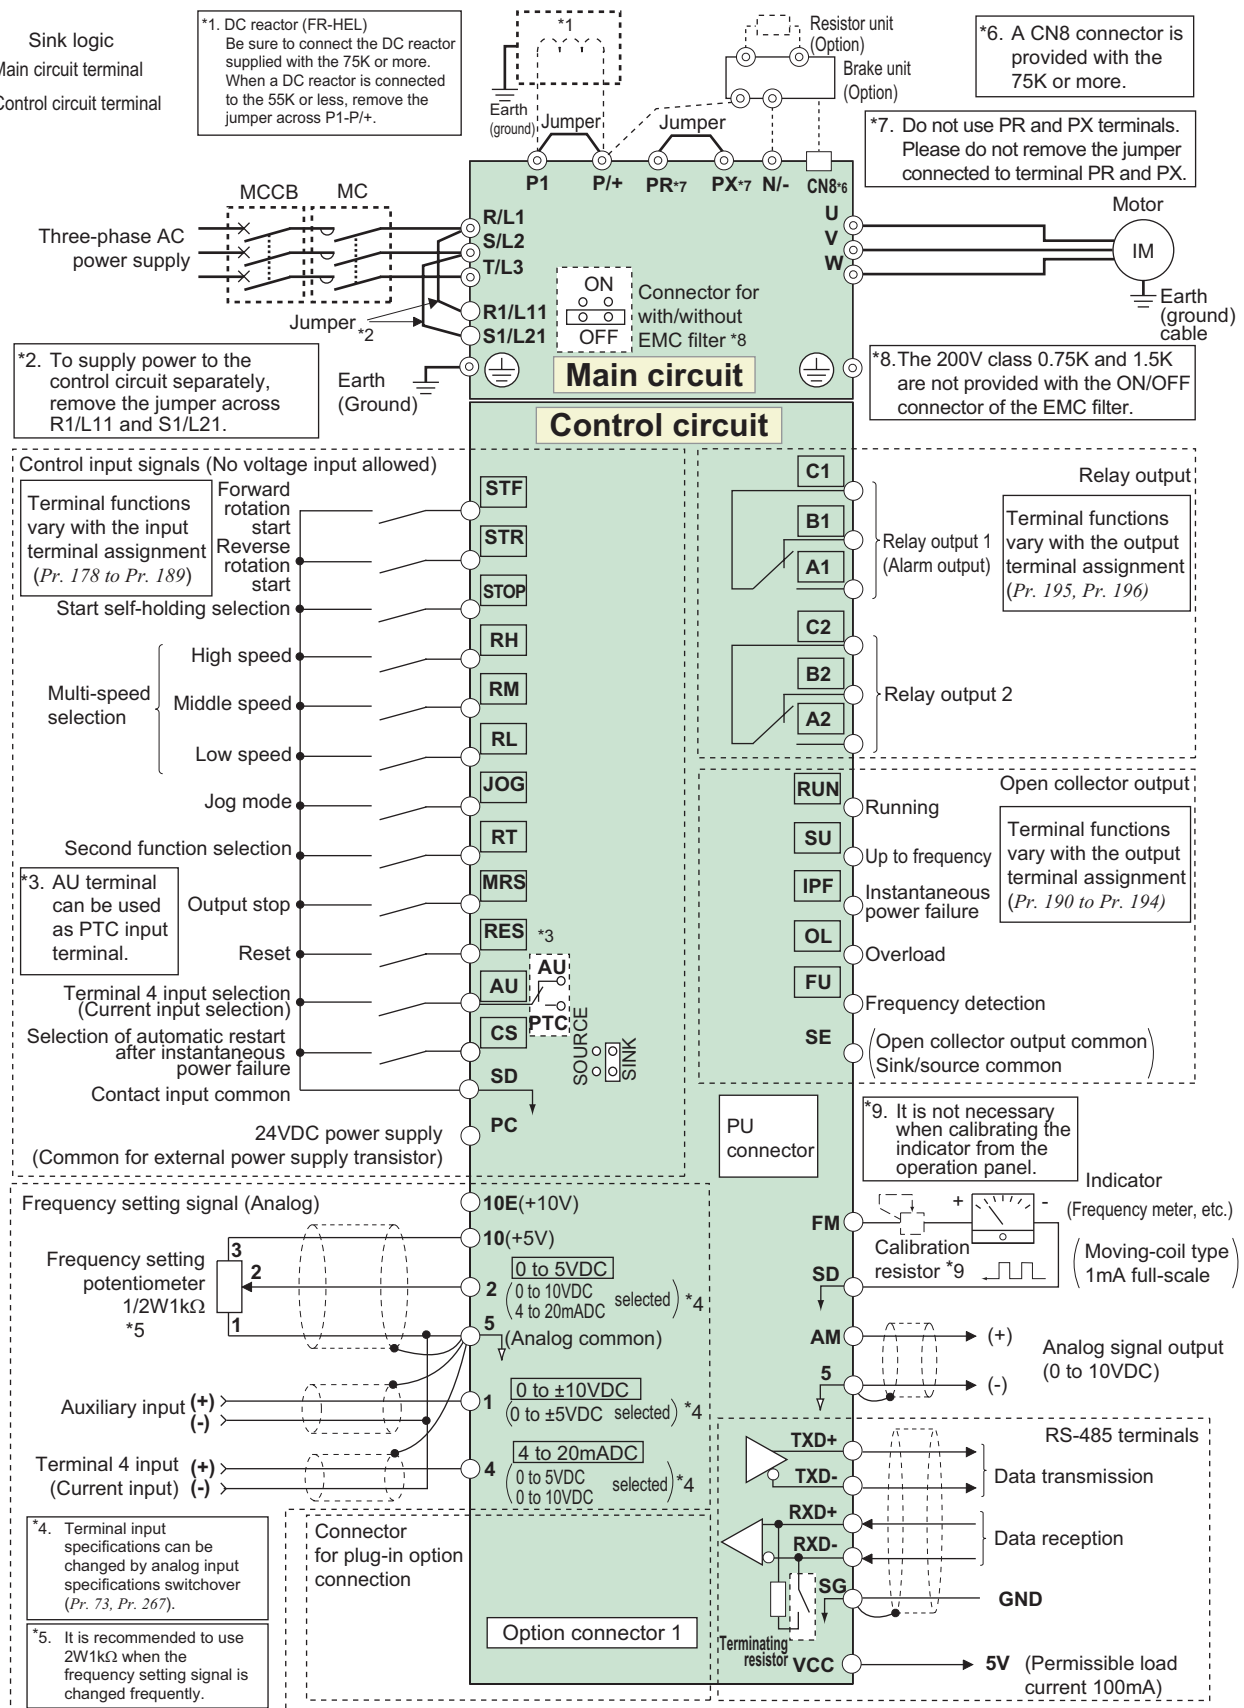 Sink logic
Main circuit terminal
Control circuit terminal
*1. DC reactor (FR-HEL)
Be sure to connect the DC reactor
supplied with the 75K or more.
When a DC reactor is connected
to the 55K or less, remove the
jumper across P1-P/+.
*1
Earth
(ground)
Resistor unit
(Option)
Brake unit
(Option)
*6. A CN8 connector is
provided with the
75K or more.
Jumper
Jumper
*7. Do not use PR and PX terminals.
Please do not remove the jumper
connected to terminal PR and PX.
P1
P/+
PR*7
PX*7
N/-
CN8*6
MCCB
MC
Three-phase AC
power supply
R/L1
S/L2
T/L3
R1/L11
S1/L21
Jumper *2
ON
OFF
Connector for
with/without
EMC filter *8
U
V
W
Motor
IM
Earth
(ground)
cable
*2. To supply power to the
control circuit separately,
remove the jumper across
R1/L11 and S1/L21.
Earth
(Ground)
Main circuit
*8.The 200V class 0.75K and 1.5K
are not provided with the ON/OFF
connector of the EMC filter.
Control circuit
Control input signals (No voltage input allowed)
Terminal functions
vary with the input
terminal assignment
(Pr. 178 to Pr. 189)
Forward
rotation
start
STF
Reverse
rotation
start
STR
Start self-holding selection
STOP
Multi-speed
selection
High speed
RH
Middle speed
RM
Low speed
RL
Jog mode
JOG
Second function selection
RT
*3. AU terminal
can be used
as PTC input
terminal.
Output stop
MRS
Reset
RES
*3
Terminal 4 input selection
(Current input selection)
AU
AU
PTC
Selection of automatic restart
after instantaneous
power failure
CS
SOURCE
SINK
Contact input common
SD
24VDC power supply
(Common for external power supply transistor)
PC
C1
B1
A1
Relay output
Relay output 1
(Alarm output)
Terminal functions
vary with the output
terminal assignment
(Pr. 195, Pr. 196)
C2
B2
A2
Relay output 2
Open collector output
RUN
Running
SU
Up to frequency
IPF
Instantaneous
power failure
OL
Overload
FU
Frequency detection
Terminal functions
vary with the output
terminal assignment
(Pr. 190 to Pr. 194)
SE
(Open collector output common
Sink/source common)
PU
connector
*9. It is not necessary
when calibrating the
indicator from the
operation panel.
Frequency setting signal (Analog)
10E(+10V)
10(+5V)
Frequency setting
potentiometer
1/2W1kΩ
*5
3
2
1
2
0 to 5VDC
(0 to 10VDC
4 to 20mADC selected) *4
5
(Analog common)
Auxiliary input (+)
(-)
1
0 to ±10VDC
(0 to ±5VDC selected) *4
Terminal 4 input (+)
(Current input) (-)
4
4 to 20mADC
(0 to 5VDC
0 to 10VDC selected) *4
FM
Calibration
resistor *9
+
-
Indicator
(Frequency meter, etc.)
(Moving-coil type
1mA full-scale)
SD
AM
(+)
Analog signal output
(0 to 10VDC)
5
(-)
RS-485 terminals
TXD+
TXD-
Data transmission
RXD+
RXD-
Data reception
SG
GND
Terminating
resistor
VCC
5V (Permissible load
current 100mA)
*4. Terminal input
specifications can be
changed by analog input
specifications switchover
(Pr. 73, Pr. 267).
*5. It is recommended to use
2W1kΩ when the
frequency setting signal is
changed frequently.
Connector
for plug-in option
connection
Option connector 1